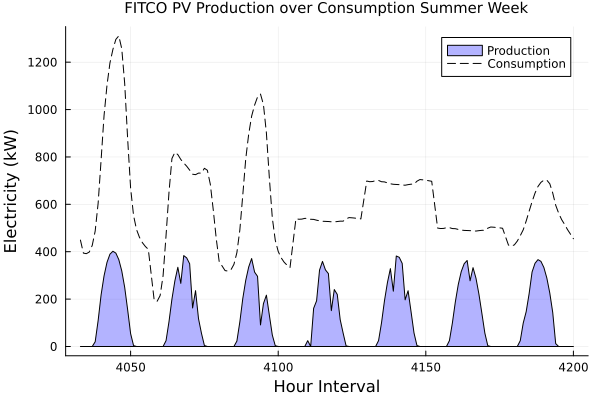 FITCO PV Production over Consumption Summer Week
Production
Consumption
Electricity (kW)
1200
1000
800
600
400
200
0
4050
4100
4150
4200
Hour Interval